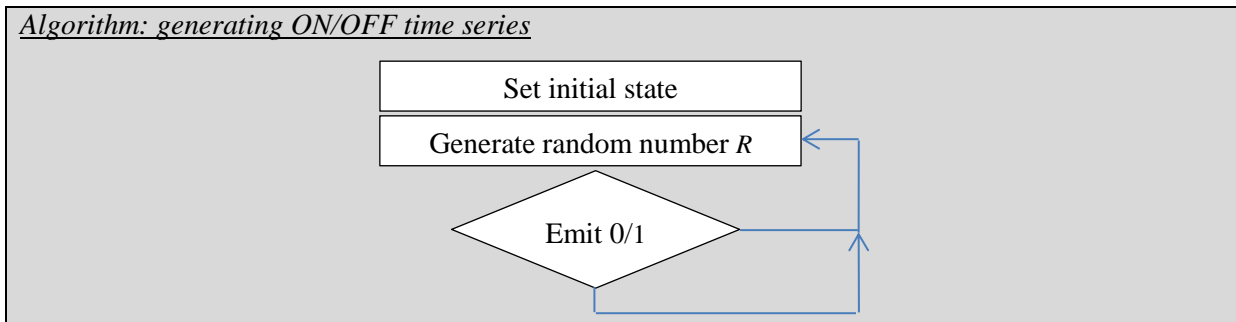 Algorithm: generating ON/OFF time series
Set initial state
Generate random number R
Emit 0/1